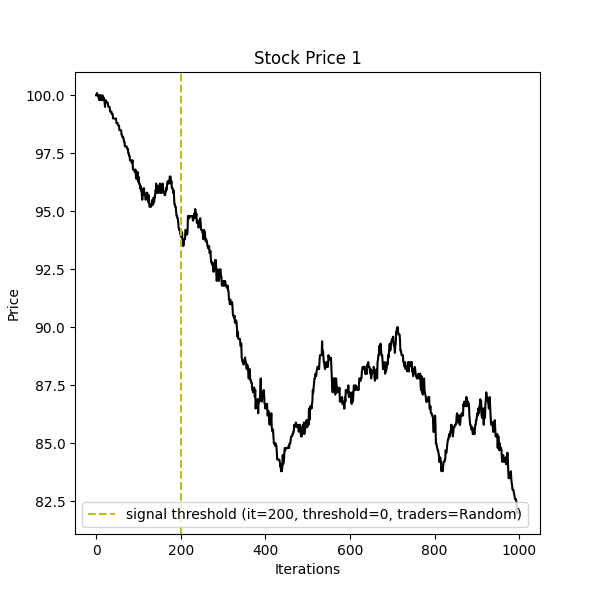 Stock Price 1
Price
100.0
97.5
95.0
92.5
90.0
87.5
85.0
82.5
signal threshold (it=200, threshold=0, traders=Random)
0 200 400 600 800 1000
Iterations